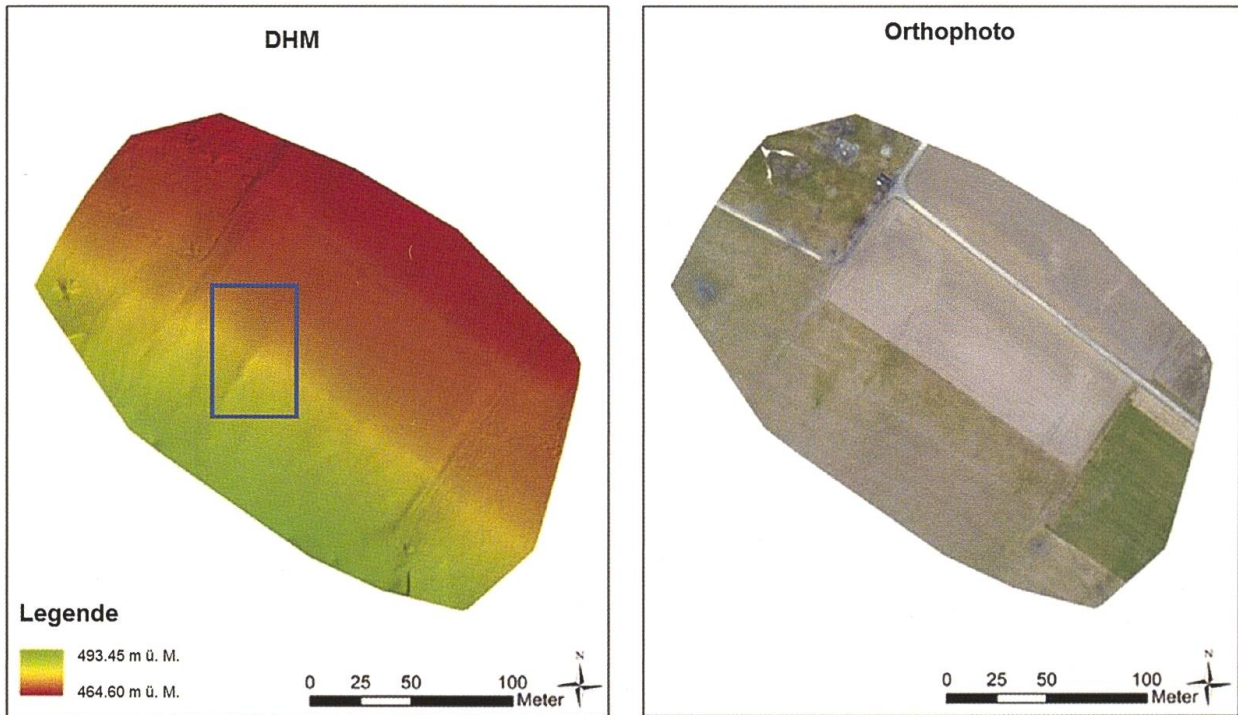 DHM
Legende
493.45 m ü. M.
464.60 m ü. M.
0 25 50 100
Meter
N
Orthophoto
0 25 50 100
Meter
N